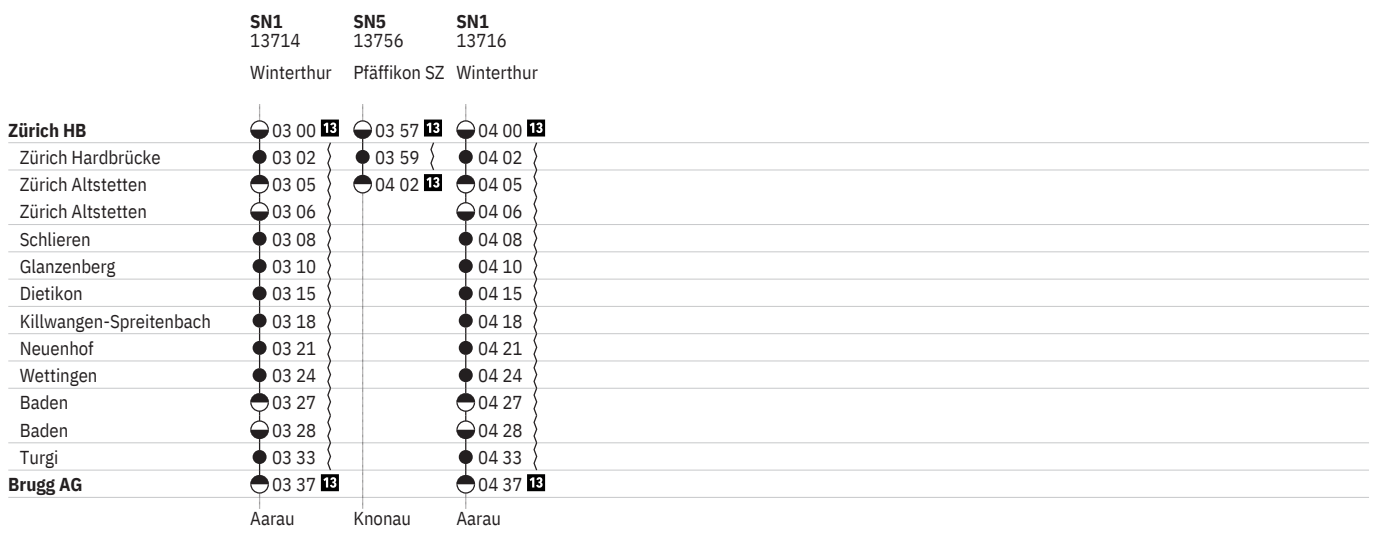 SN1 SN5 SN1
13714 13756 13716
Winterthur Pfäffikon SZ Winterthur
Zürich HB 03 00 13 03 57 13 04 00 13
Zürich Hardbrücke 03 02 03 59 04 02
Zürich Altstetten 03 05 04 02 13 04 05
Zürich Altstetten 03 06 04 06
Schlieren 03 08 04 08
Glanzenberg 03 10 04 10
Dietikon 03 15 04 15
Killwangen-Spreitenbach 03 18 04 18
Neuenhof 03 21 04 21
Wettingen 03 24 04 24
Baden 03 27 04 27
Baden 03 28 04 28
Turgi 03 33 04 33
Brugg AG 03 37 13 04 37 13
Aarau Knonau Aarau